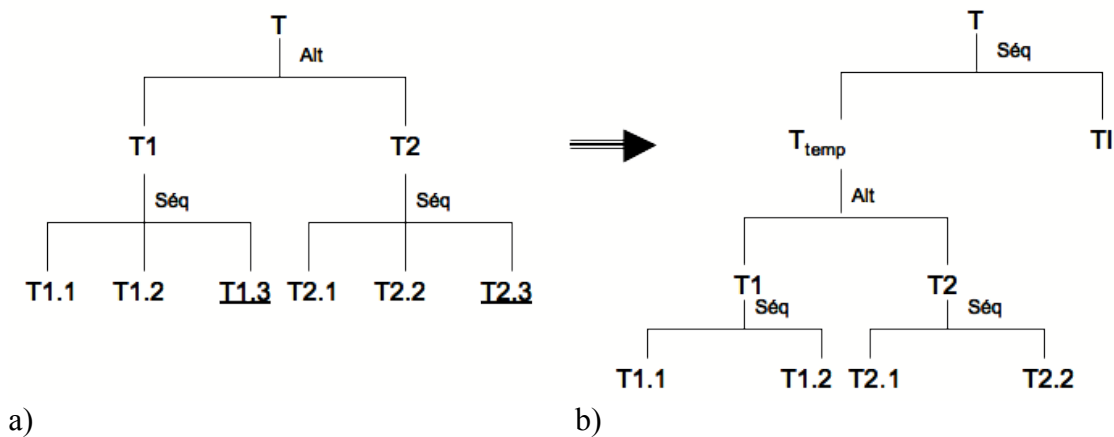 T
Alt
T1 T2
Séq Séq
T1.1 T1.2 T1.3 T2.1 T2.2 T2.3
a)
T
Séq
Ttemp TI
Alt
T1 T2
Séq Séq
T1.1 T1.2 T2.1 T2.2
b)